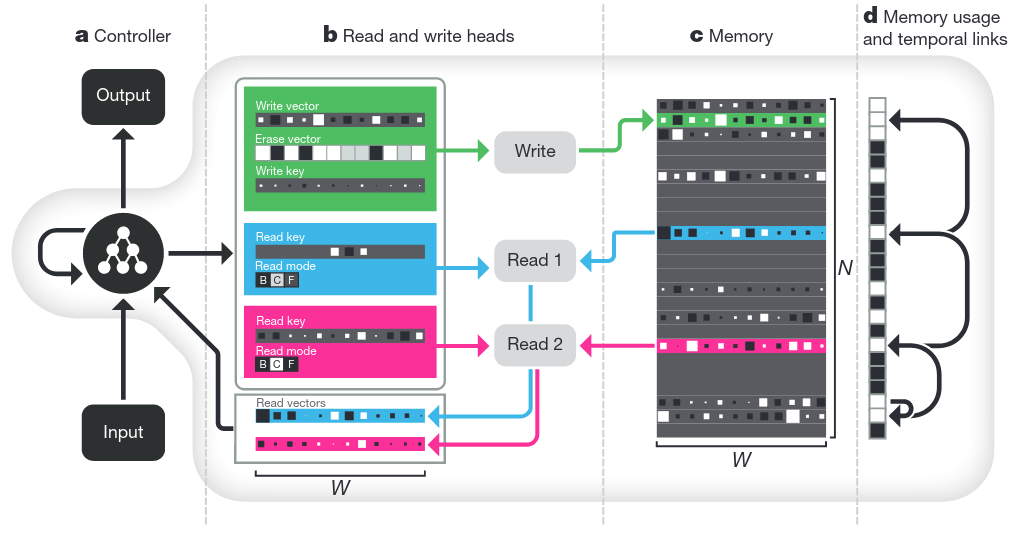 a Controller
b Read and write heads
c Memory
d Memory usage
and temporal links
Output
Input
Write vector
Erase vector
Write key
Read key
Read mode
B C F
Read key
Read mode
B C F
Read vectors
W
Write
Read 1
Read 2
N
W